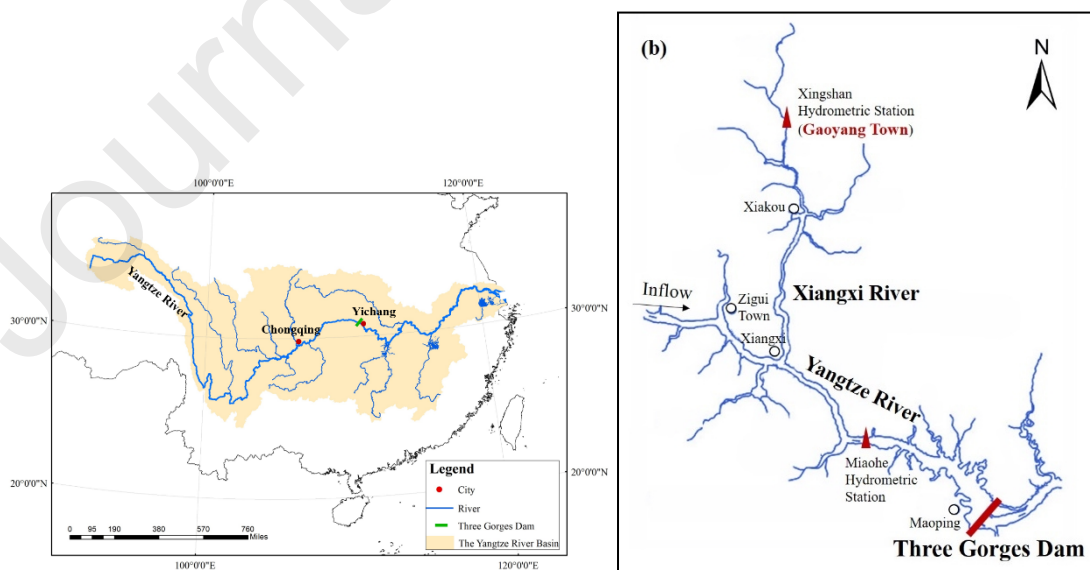 Journal
100°0'0"E
120°0'0"E
Yangtze River
30°0'0"N
30°0'0"N
Chongqing
Yichang
20°0'0"N
20°0'0"N
Legend
City
River
Three Gorges Dam
The Yangtze River Basin
0 95 190 380 570 760
Miles
100°0'0"E
120°0'0"E
(b)
N
Xingshan
Hydrometric Station
(Gaoyang Town)
Xiakou
Xiangxi River
Inflow
Zigui
Town
Xiangxi
Yangtze River
Miaohe
Hydrometric
Station
Maoping
Three Gorges Dam